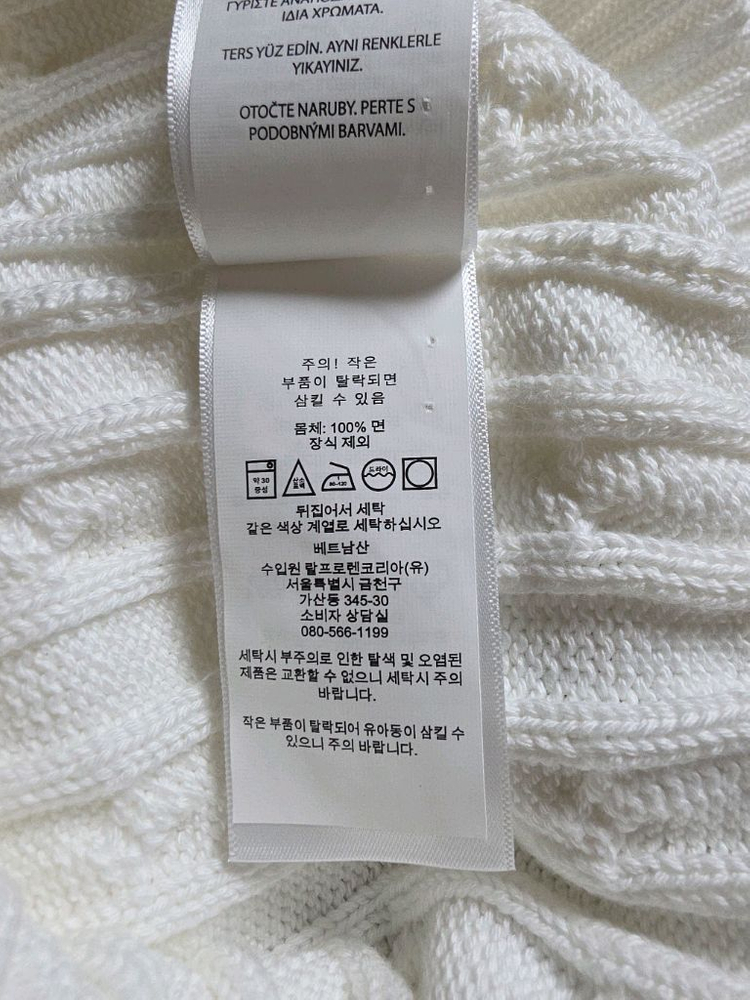 ΓΥΡΙΣΤΕ
ΙΔΙΑ ΧΡΩΜΑΤΑ.
TERS YÜZ EDİN. AYNI RENKLERLE
YIKAYINIZ.
OTOČTE NARUBY. PERTE S
PODOBNÝMI BARVAMI.
주의! 작은
부품이 탈락되면
삼킬 수 있음
몸체: 100% 면
장식 제외
약 30
중성
산소
표백
80-120
드라이
뒤집어서 세탁
같은 색상 계열로 세탁하십시오
베트남산
수입원 랄프로렌코리아(유)
서울특별시 금천구
가산동 345-30
소비자 상담실
080-566-1199
세탁시 부주의로 인한 탈색 및 오염된
제품은 교환할 수 없으니 세탁시 주의
바랍니다.
작은 부품이 탈락되어 유아동이 삼킬 수
있으니 주의 바랍니다.